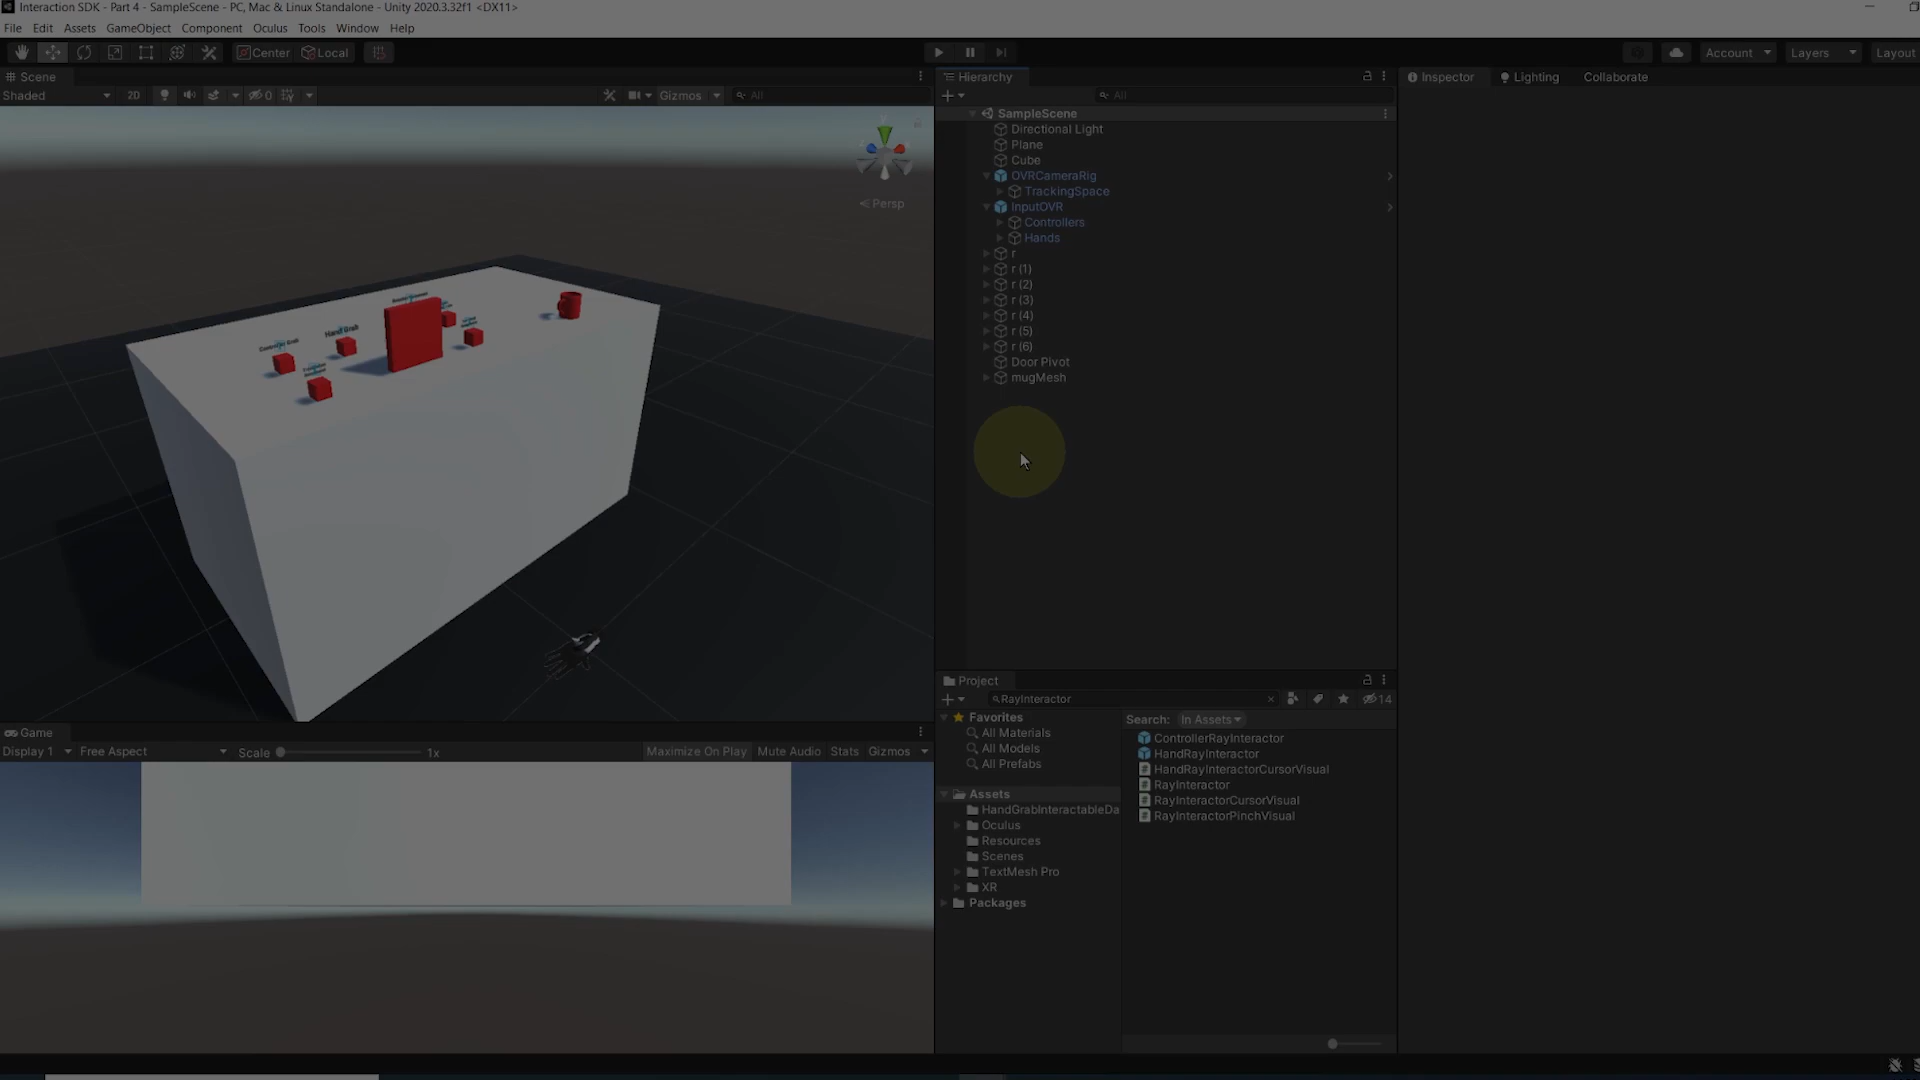 Interaction SDK - Part 4 - SampleScene - PC, Mac & Linux Standalone - Unity 2020.3.32f1 <DX11>
File Edit Assets GameObject Component Oculus Tools Window Help
Center Local Account Layers Layout
Scene
Shaded 2D 0 Gizmos All
Persp
Controller Grab
Hand Grab
Hierarchy
All
SampleScene
Directional Light
Plane
Cube
OVRCameraRig
TrackingSpace
InputOVR
Controllers
Hands
r
r (1)
r (2)
r (3)
r (4)
r (5)
r (6)
Door Pivot
mugMesh
Inspector Lighting Collaborate
Game
Display 1 Free Aspect Scale 1x Maximize On Play Mute Audio Stats Gizmos
Project
RayInteractor 14
Favorites
All Materials
All Models
All Prefabs
Assets
HandGrabInteractableDa
Oculus
Resources
Scenes
TextMesh Pro
XR
Packages
Search: In Assets
ControllerRayInteractor
HandRayInteractor
HandRayInteractorCursorVisual
RayInteractor
RayInteractorCursorVisual
RayInteractorPinchVisual